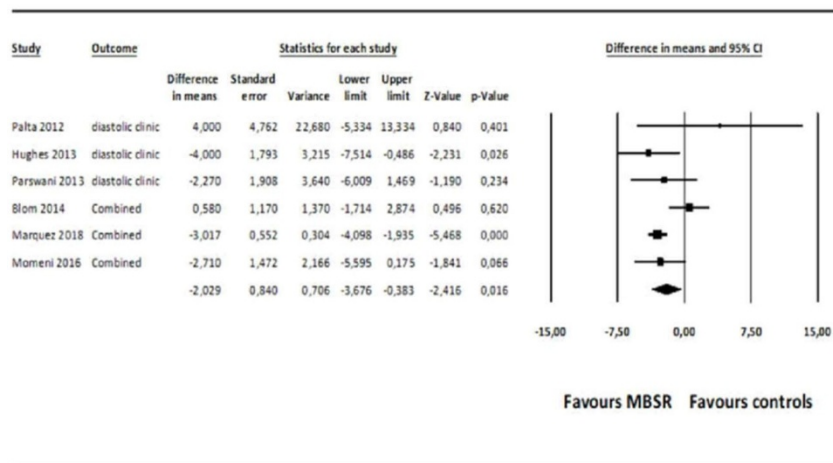 Study Outcome Statistics for each study Difference in means and 95% CI
Difference Standard Lower Upper
in means error Variance limit limit Z-Value p-Value
Palta 2012 diastolic clinic 4,000 4,762 22,680 -5,334 13,334 0,840 0,401
Hughes 2013 diastolic clinic -4,000 1,793 3,215 -7,514 -0,486 -2,231 0,026
Parswani 2013 diastolic clinic -2,270 1,908 3,640 -6,009 1,469 -1,190 0,234
Blom 2014 Combined 0,580 1,170 1,370 -1,714 2,874 0,496 0,620
Marquez 2018 Combined -3,017 0,552 0,304 -4,098 -1,935 -5,468 0,000
Momeni 2016 Combined -2,710 1,472 2,166 -5,595 0,175 -1,841 0,066
-2,029 0,840 0,706 -3,676 -0,383 -2,416 0,016
-15,00 -7,50 0,00 7,50 15,00
Favours MBSR Favours controls